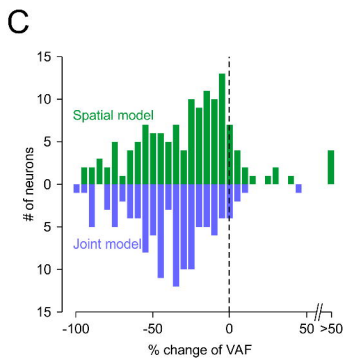 C
15
10
5
0
5
10
15
# of neurons
Spatial model
Joint model
-100 -50 0 50 >50
% change of VAF